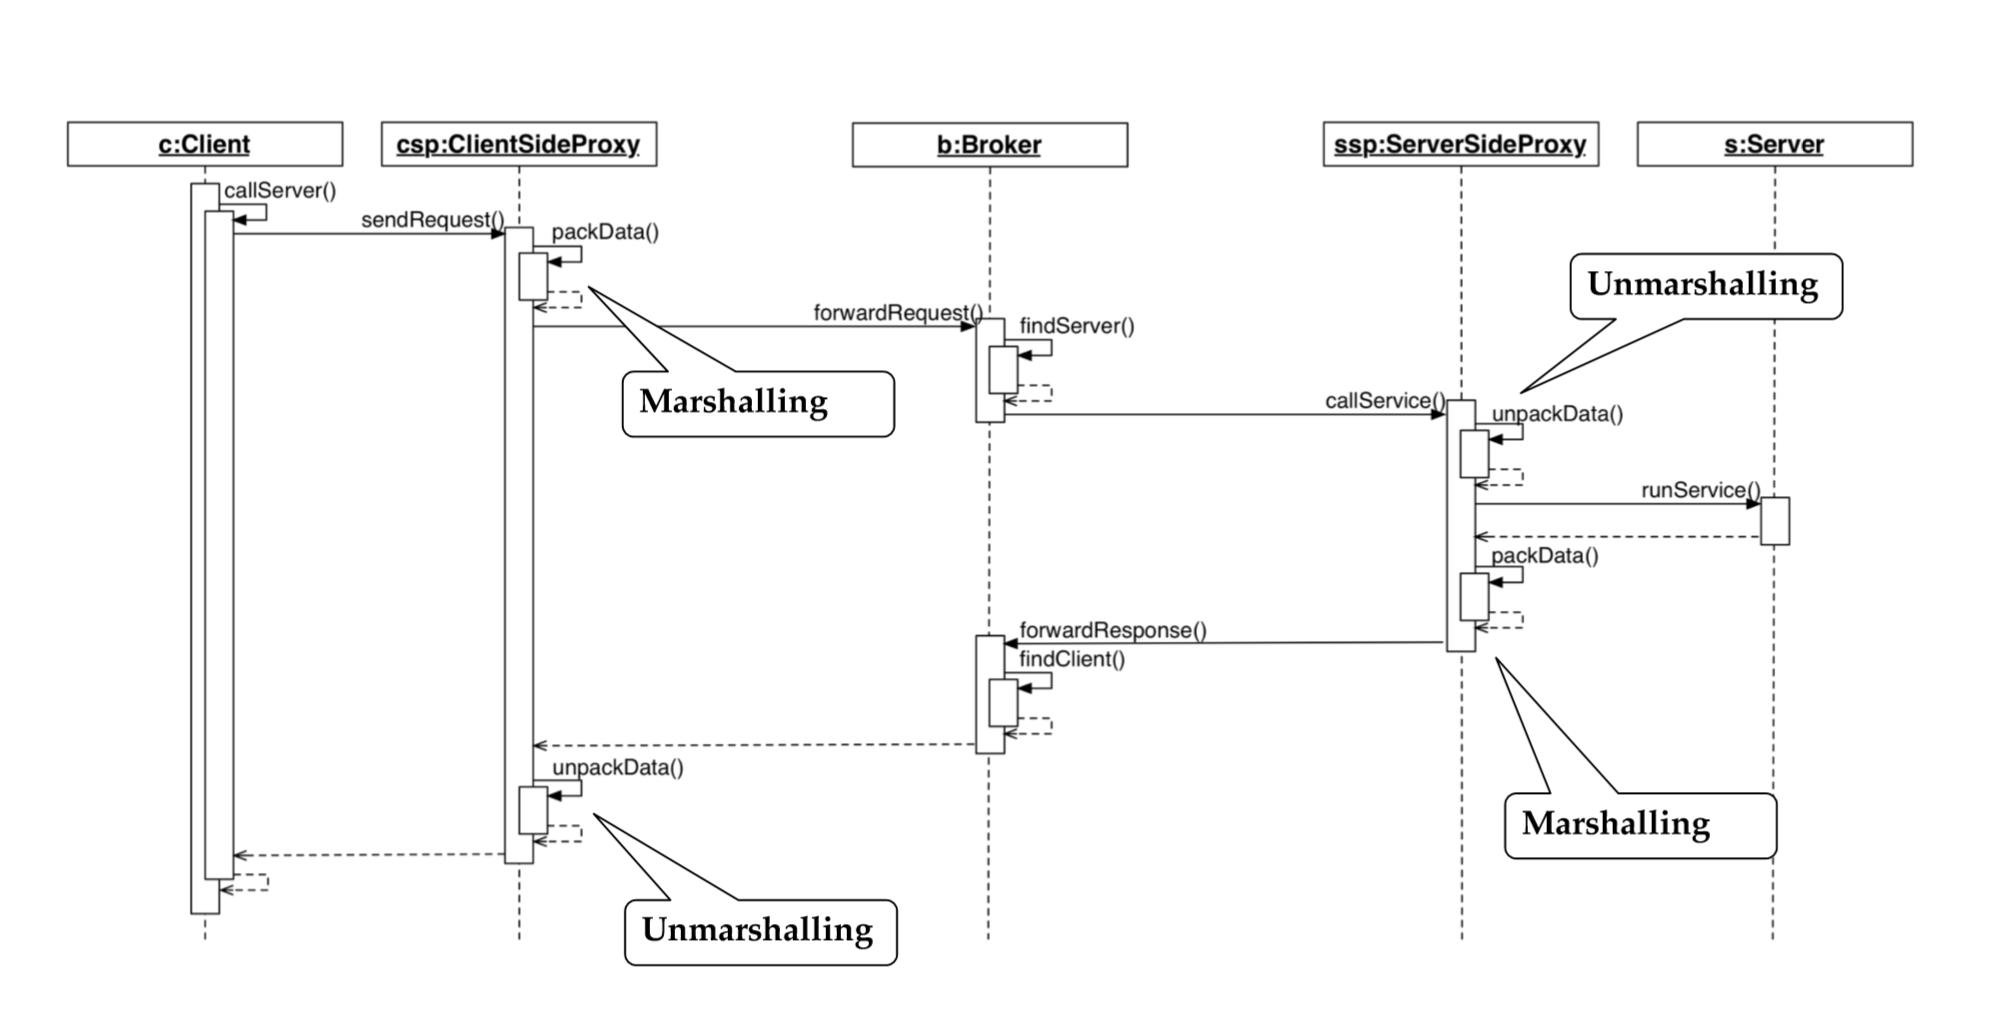 c:Client
csp:ClientSideProxy
b:Broker
ssp:ServerSideProxy
s:Server
callServer()
sendRequest()
packData()
Marshalling
forwardRequest()
findServer()
callService()
Unmarshalling
unpackData()
runService()
packData()
Marshalling
forwardResponse()
findClient()
unpackData()
Unmarshalling